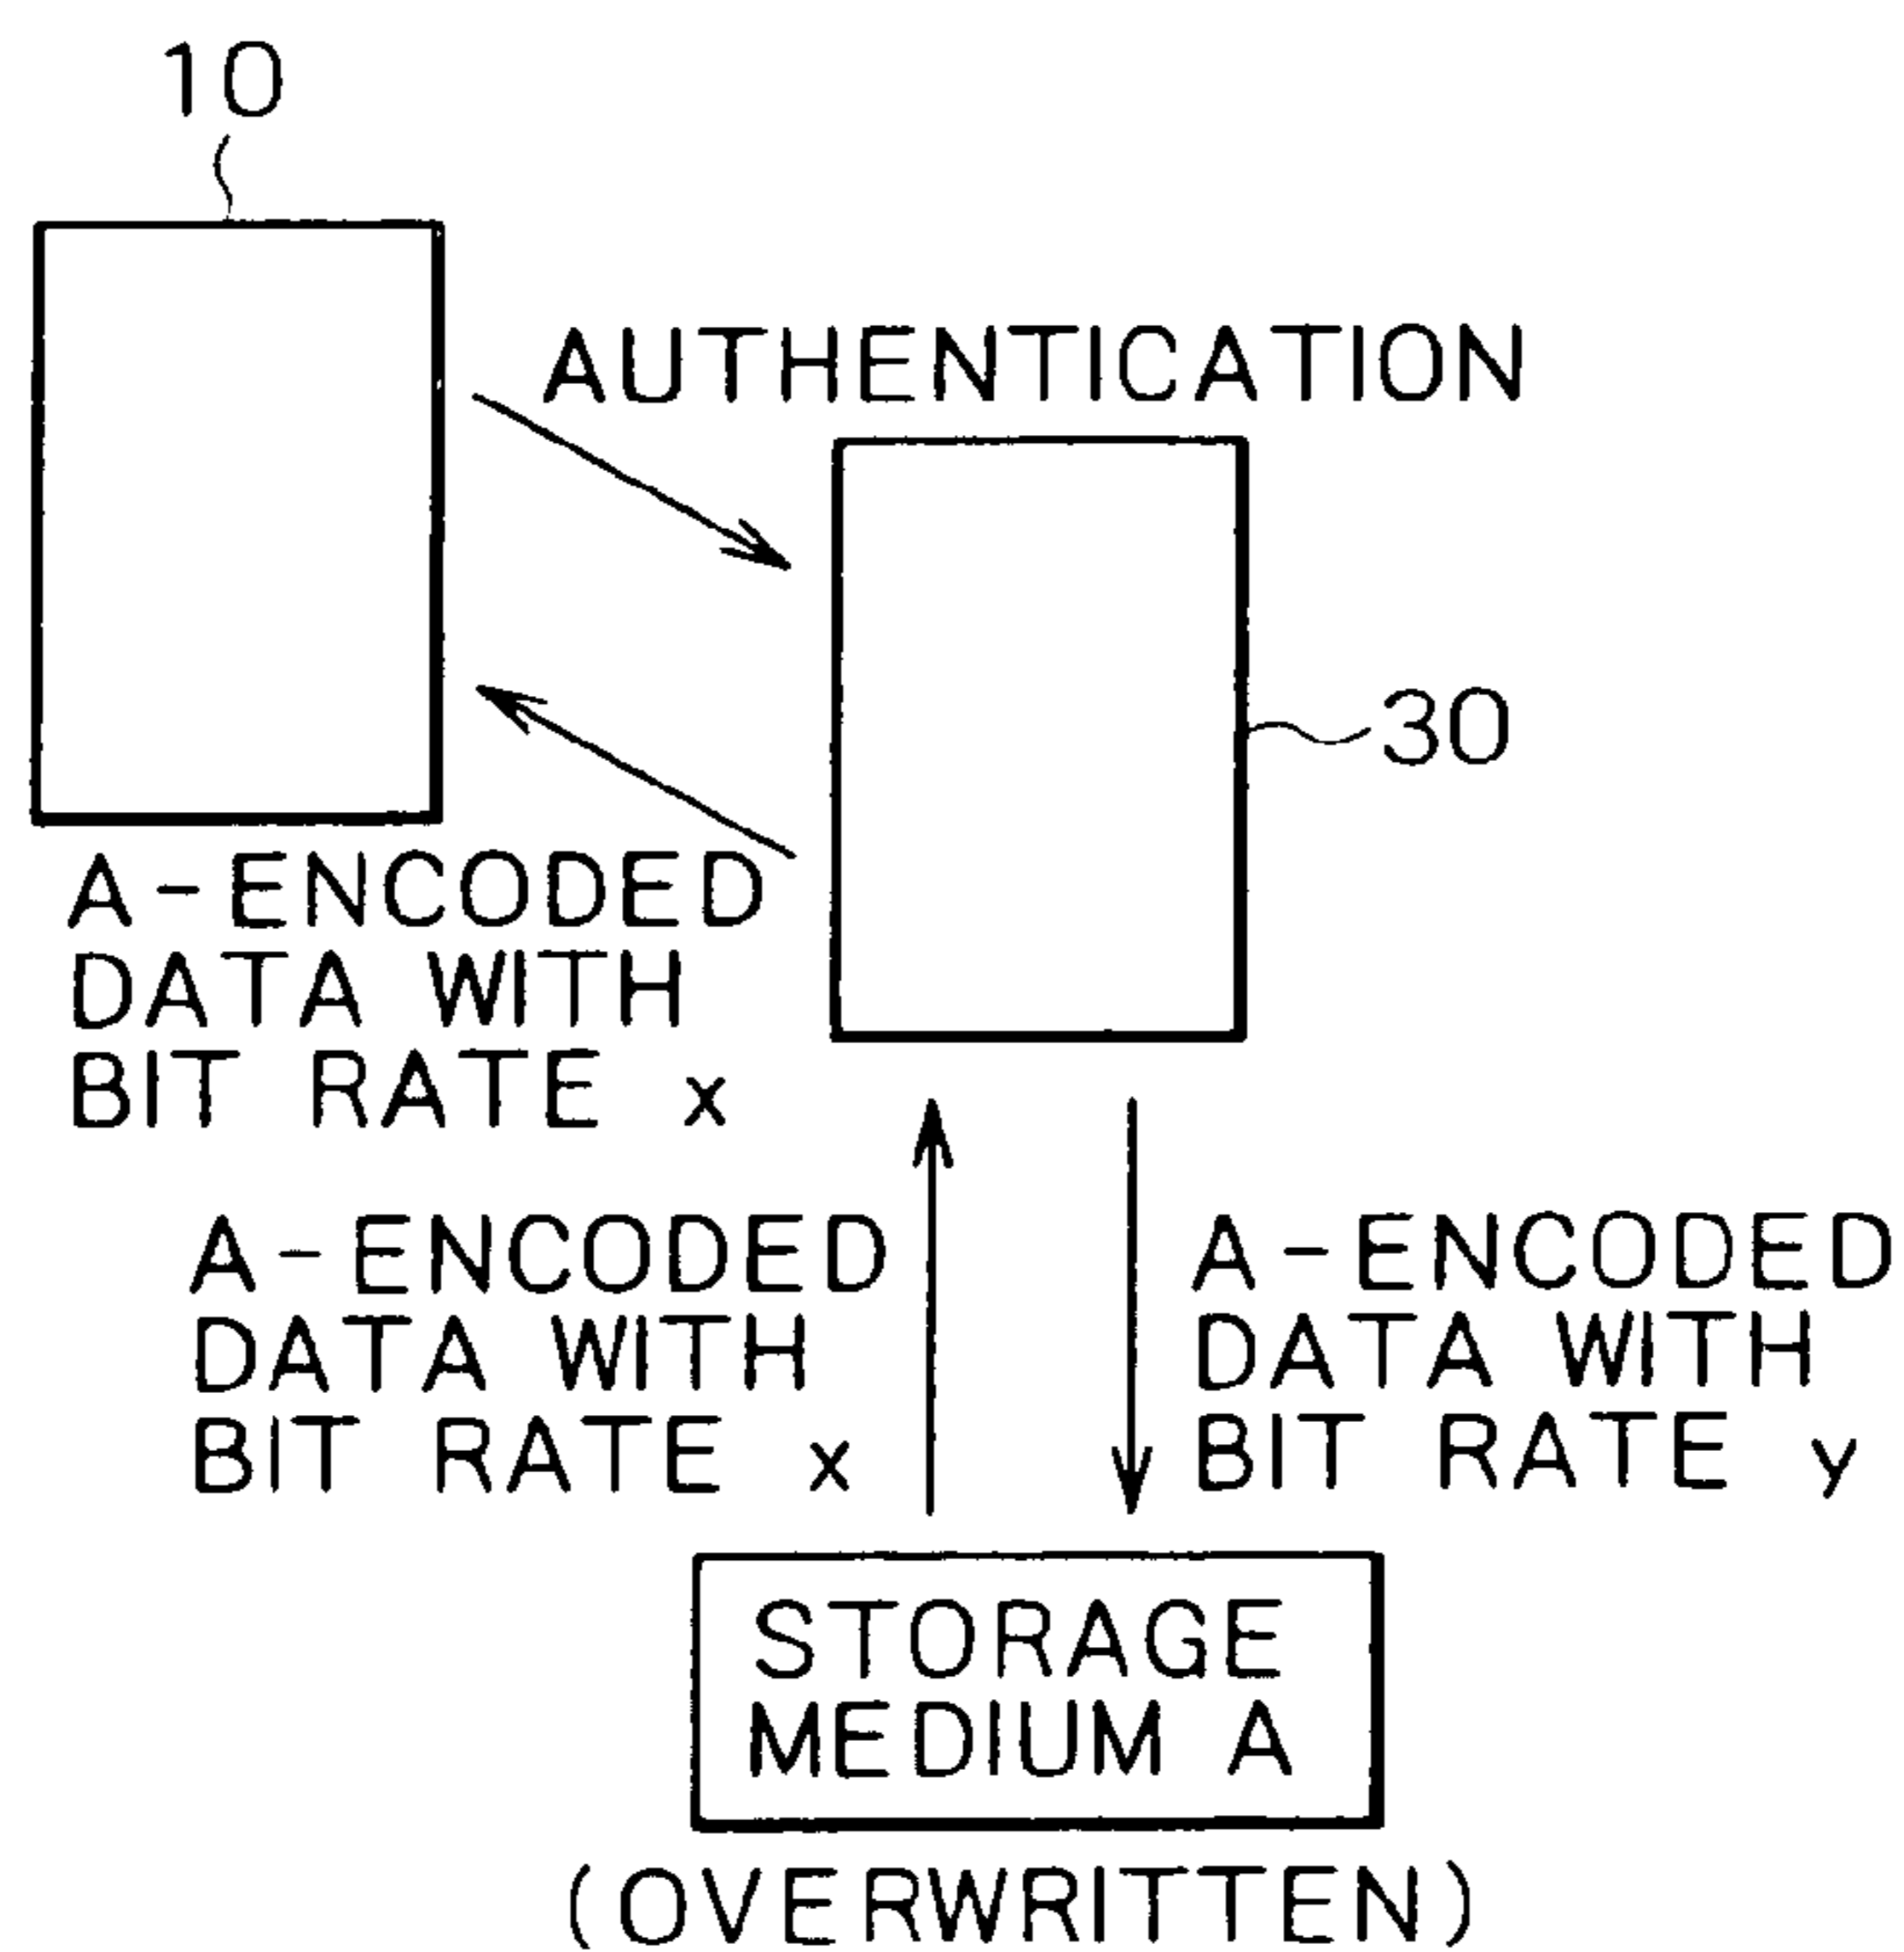 10
AUTHENTICATION
30
A-ENCODED
DATA WITH
BIT RATE x
A-ENCODED
DATA WITH
BIT RATE x
A-ENCODED
DATA WITH
BIT RATE y
STORAGE
MEDIUM A
(OVERWRITTEN)